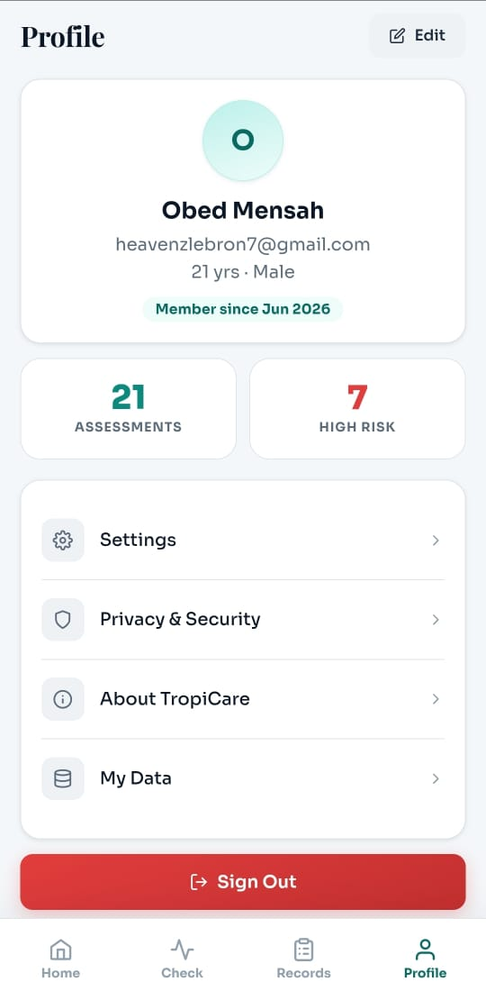 Profile
Edit
O
Obed Mensah
heavenzlebron7@gmail.com
21 yrs · Male
Member since Jun 2026
21
ASSESSMENTS
7
HIGH RISK
Settings
Privacy & Security
About TropiCare
My Data
Sign Out
Home
Check
Records
Profile